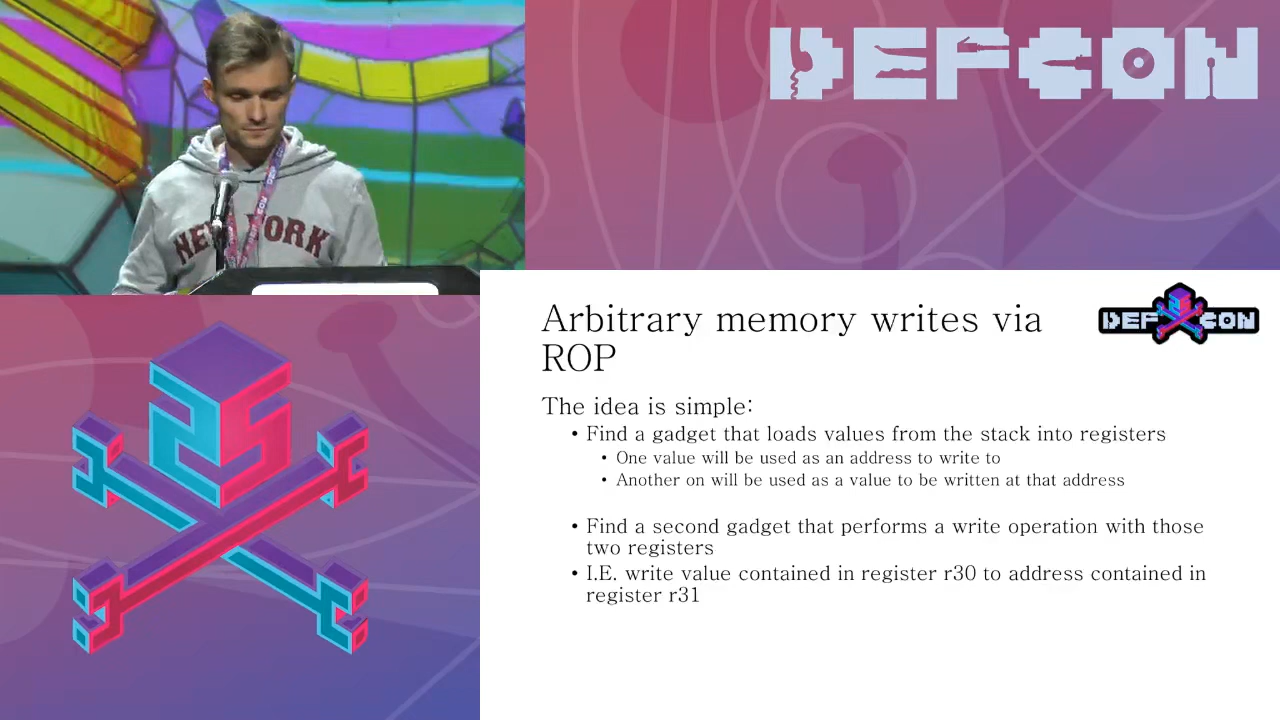 DEFCON
NEW YORK
DEFCON
Arbitrary memory writes via
ROP
DEF CON
The idea is simple:
• Find a gadget that loads values from the stack into registers
• One value will be used as an address to write to
• Another on will be used as a value to be written at that address
• Find a second gadget that performs a write operation with those
two registers
• I.E. write value contained in register r30 to address contained in
register r31